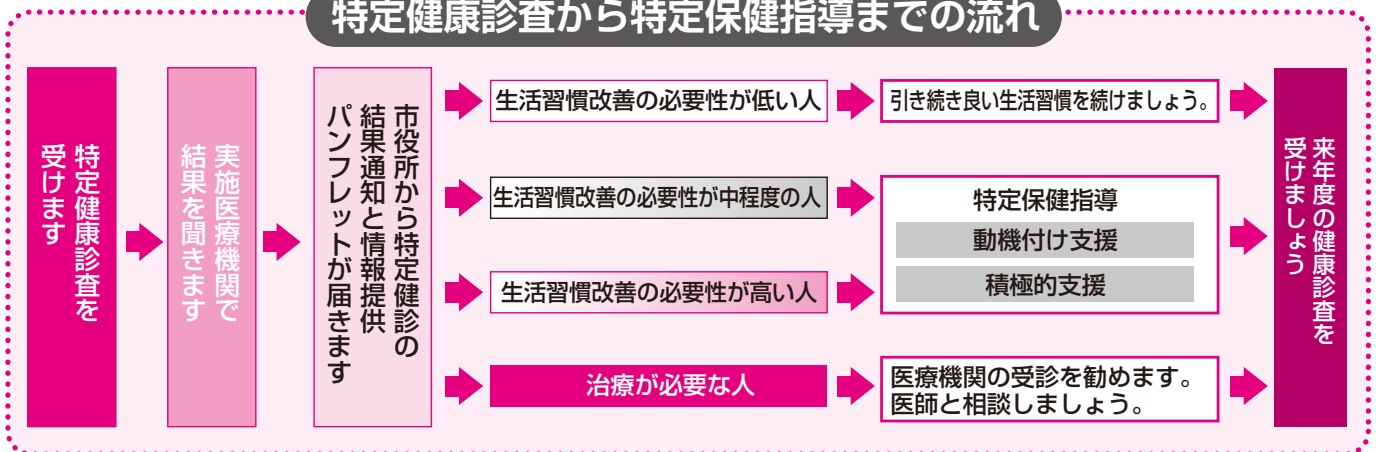 特定健康診査から特定保健指導までの流れ
特定健康診査を
受けます
実施医療機関で
結果を聞きます
市役所から特定健診の
結果通知と情報提供
パンフレットが届きます
生活習慣改善の必要性が低い人
引き続き良い生活習慣を続けましょう。
生活習慣改善の必要性が中程度の人
生活習慣改善の必要性が高い人
特定保健指導
動機付け支援
積極的支援
治療が必要な人
医療機関の受診を勧めます。
医師と相談しましょう。
来年度の健康診査を
受けましょう